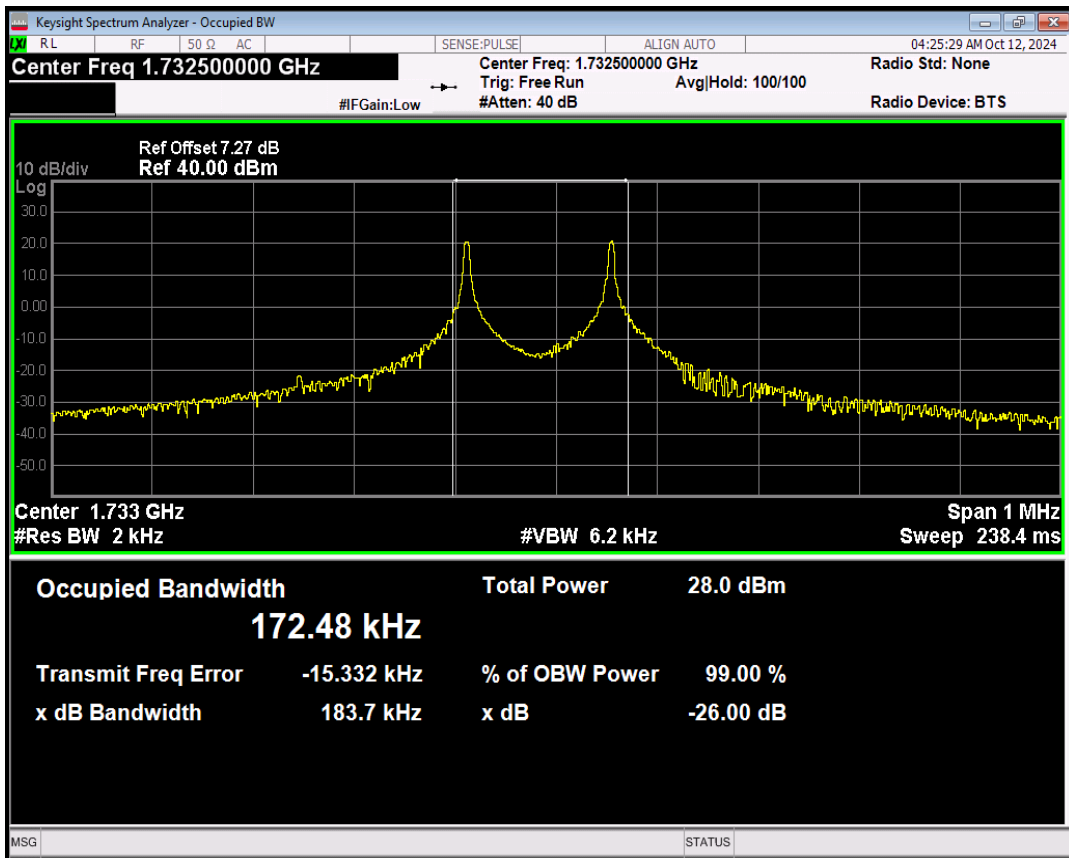 Keysight Spectrum Analyzer - Occupied BW
LXI RL RF 50 Ω AC SENSE:PULSE ALIGN AUTO 04:25:29 AM Oct 12, 2024
Center Freq 1.732500000 GHz Center Freq: 1.732500000 GHz Radio Std: None
Trig: Free Run Avg|Hold: 100/100
#IFGain:Low #Atten: 40 dB Radio Device: BTS
Ref Offset 7.27 dB
10 dB/div Ref 40.00 dBm
Log
30.0
20.0
10.0
0.00
-10.0
-20.0
-30.0
-40.0
-50.0
Center 1.733 GHz Span 1 MHz
#Res BW 2 kHz #VBW 6.2 kHz Sweep 238.4 ms
Occupied Bandwidth Total Power 28.0 dBm
172.48 kHz
Transmit Freq Error -15.332 kHz % of OBW Power 99.00 %
x dB Bandwidth 183.7 kHz x dB -26.00 dB
MSG STATUS